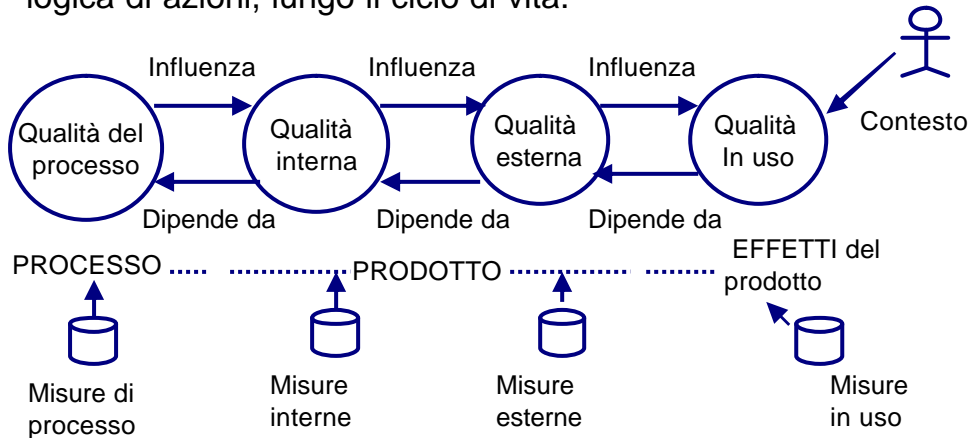 logica di azioni, lungo il ciclo di vita.
Influenza
Influenza
Influenza
Qualità del
processo
Qualità
interna
Qualità
esterna
Qualità
In uso
Contesto
Dipende da
Dipende da
Dipende da
PROCESSO
PRODOTTO
EFFETTI del
prodotto
Misure di
processo
Misure
interne
Misure
esterne
Misure
in uso